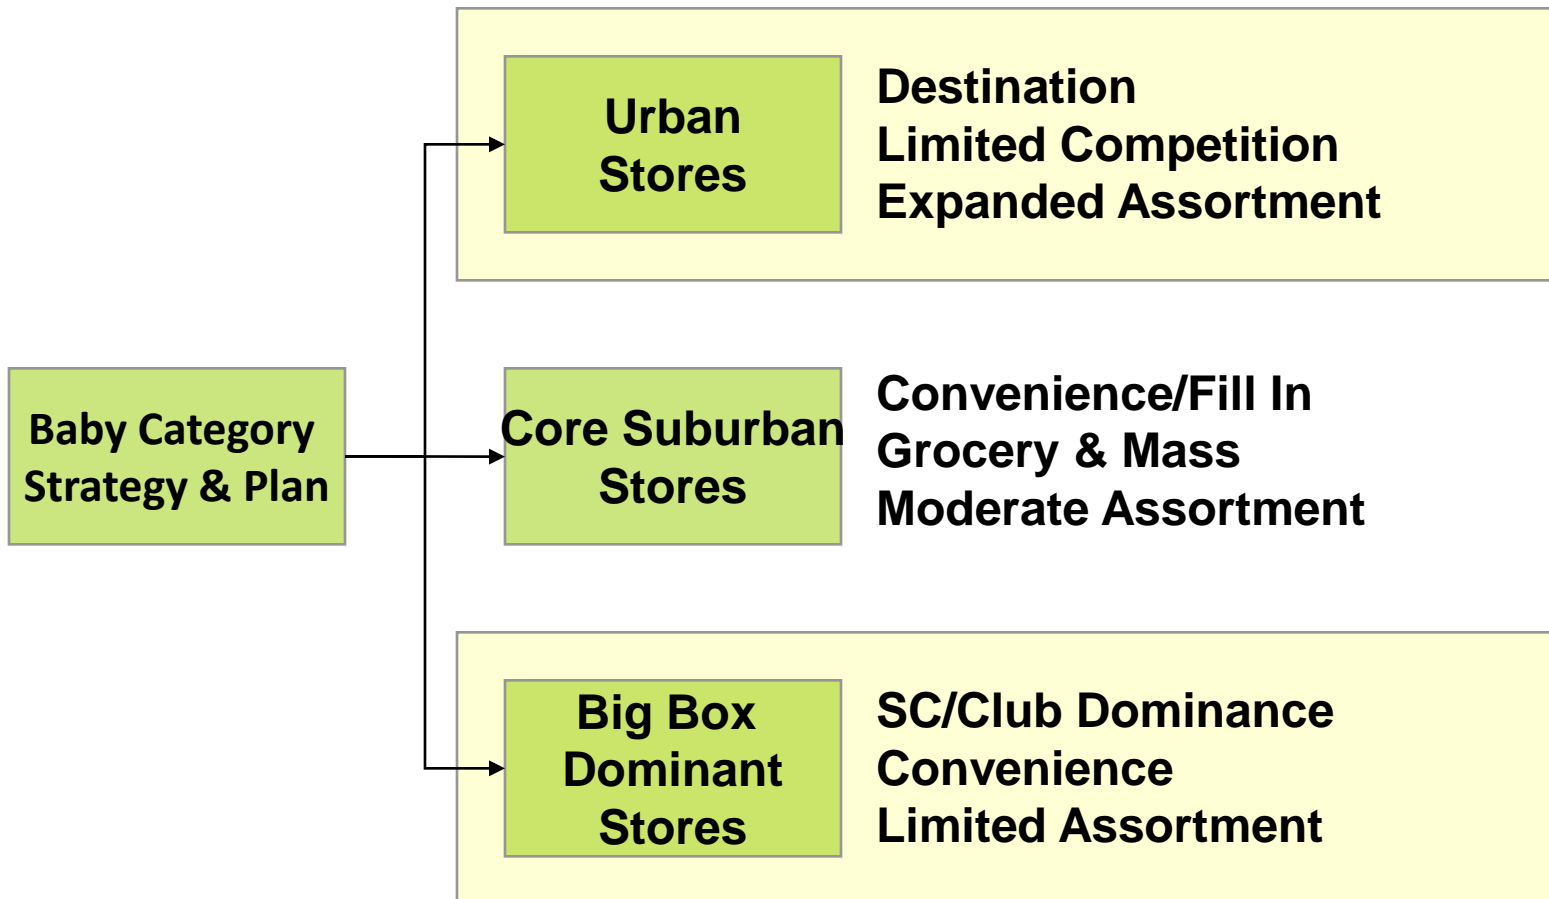 Urban
Stores
Destination
Limited Competition
Expanded Assortment
Baby Category
Strategy & Plan
Core Suburban
Stores
Convenience/Fill In
Grocery & Mass
Moderate Assortment
Big Box
Dominant
Stores
SC/Club Dominance
Convenience
Limited Assortment